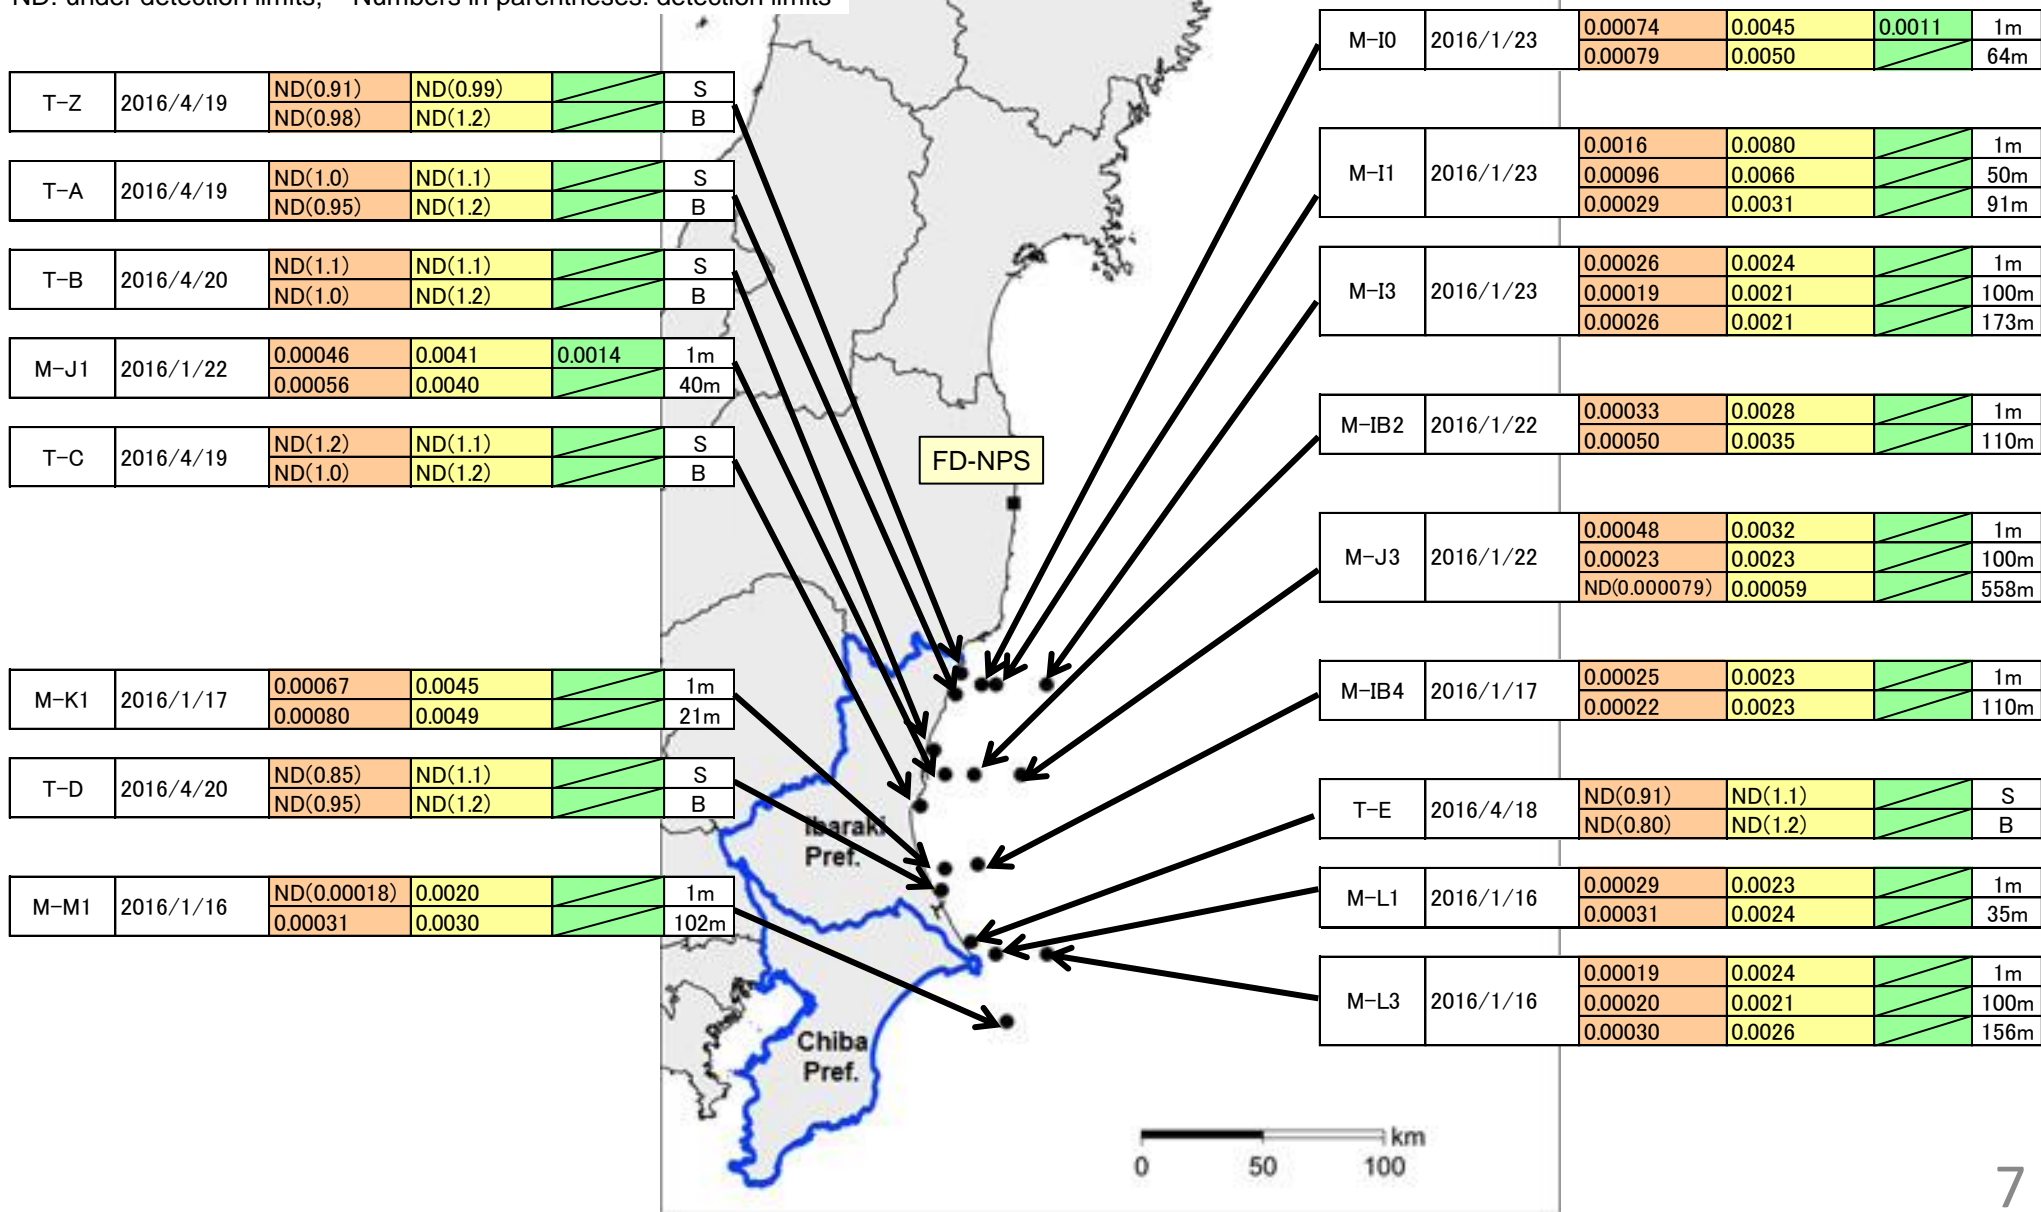 ND: under detection limits, Numbers in parentheses: detection limits
T-Z 2016/4/19 ND(0.91) ND(0.99) S
ND(0.98) ND(1.2) B
T-A 2016/4/19 ND(1.0) ND(1.1) S
ND(0.95) ND(1.2) B
T-B 2016/4/20 ND(1.1) ND(1.1) S
ND(1.0) ND(1.2) B
M-J1 2016/1/22 0.00046 0.0041 0.0014 1m
0.00056 0.0040 40m
T-C 2016/4/19 ND(1.2) ND(1.1) S
ND(1.0) ND(1.2) B
M-K1 2016/1/17 0.00067 0.0045 1m
0.00080 0.0049 21m
T-D 2016/4/20 ND(0.85) ND(1.1) S
ND(0.95) ND(1.2) B
M-M1 2016/1/16 ND(0.00018) 0.0020 1m
0.00031 0.0030 102m
FD-NPS
Ibaraki
Pref.
Chiba
Pref.
km
0 50 100
M-I0 2016/1/23 0.00074 0.0045 0.0011 1m
0.00079 0.0050 64m
M-I1 2016/1/23 0.0016 0.0080 1m
0.00096 0.0066 50m
0.00029 0.0031 91m
M-I3 2016/1/23 0.00026 0.0024 1m
0.00019 0.0021 100m
0.00026 0.0021 173m
M-IB2 2016/1/22 0.00033 0.0028 1m
0.00050 0.0035 110m
M-J3 2016/1/22 0.00048 0.0032 1m
0.00023 0.0023 100m
ND(0.000079) 0.00059 558m
M-IB4 2016/1/17 0.00025 0.0023 1m
0.00022 0.0023 110m
T-E 2016/4/18 ND(0.91) ND(1.1) S
ND(0.80) ND(1.2) B
M-L1 2016/1/16 0.00029 0.0023 1m
0.00031 0.0024 35m
M-L3 2016/1/16 0.00019 0.0024 1m
0.00020 0.0021 100m
0.00030 0.0026 156m
7